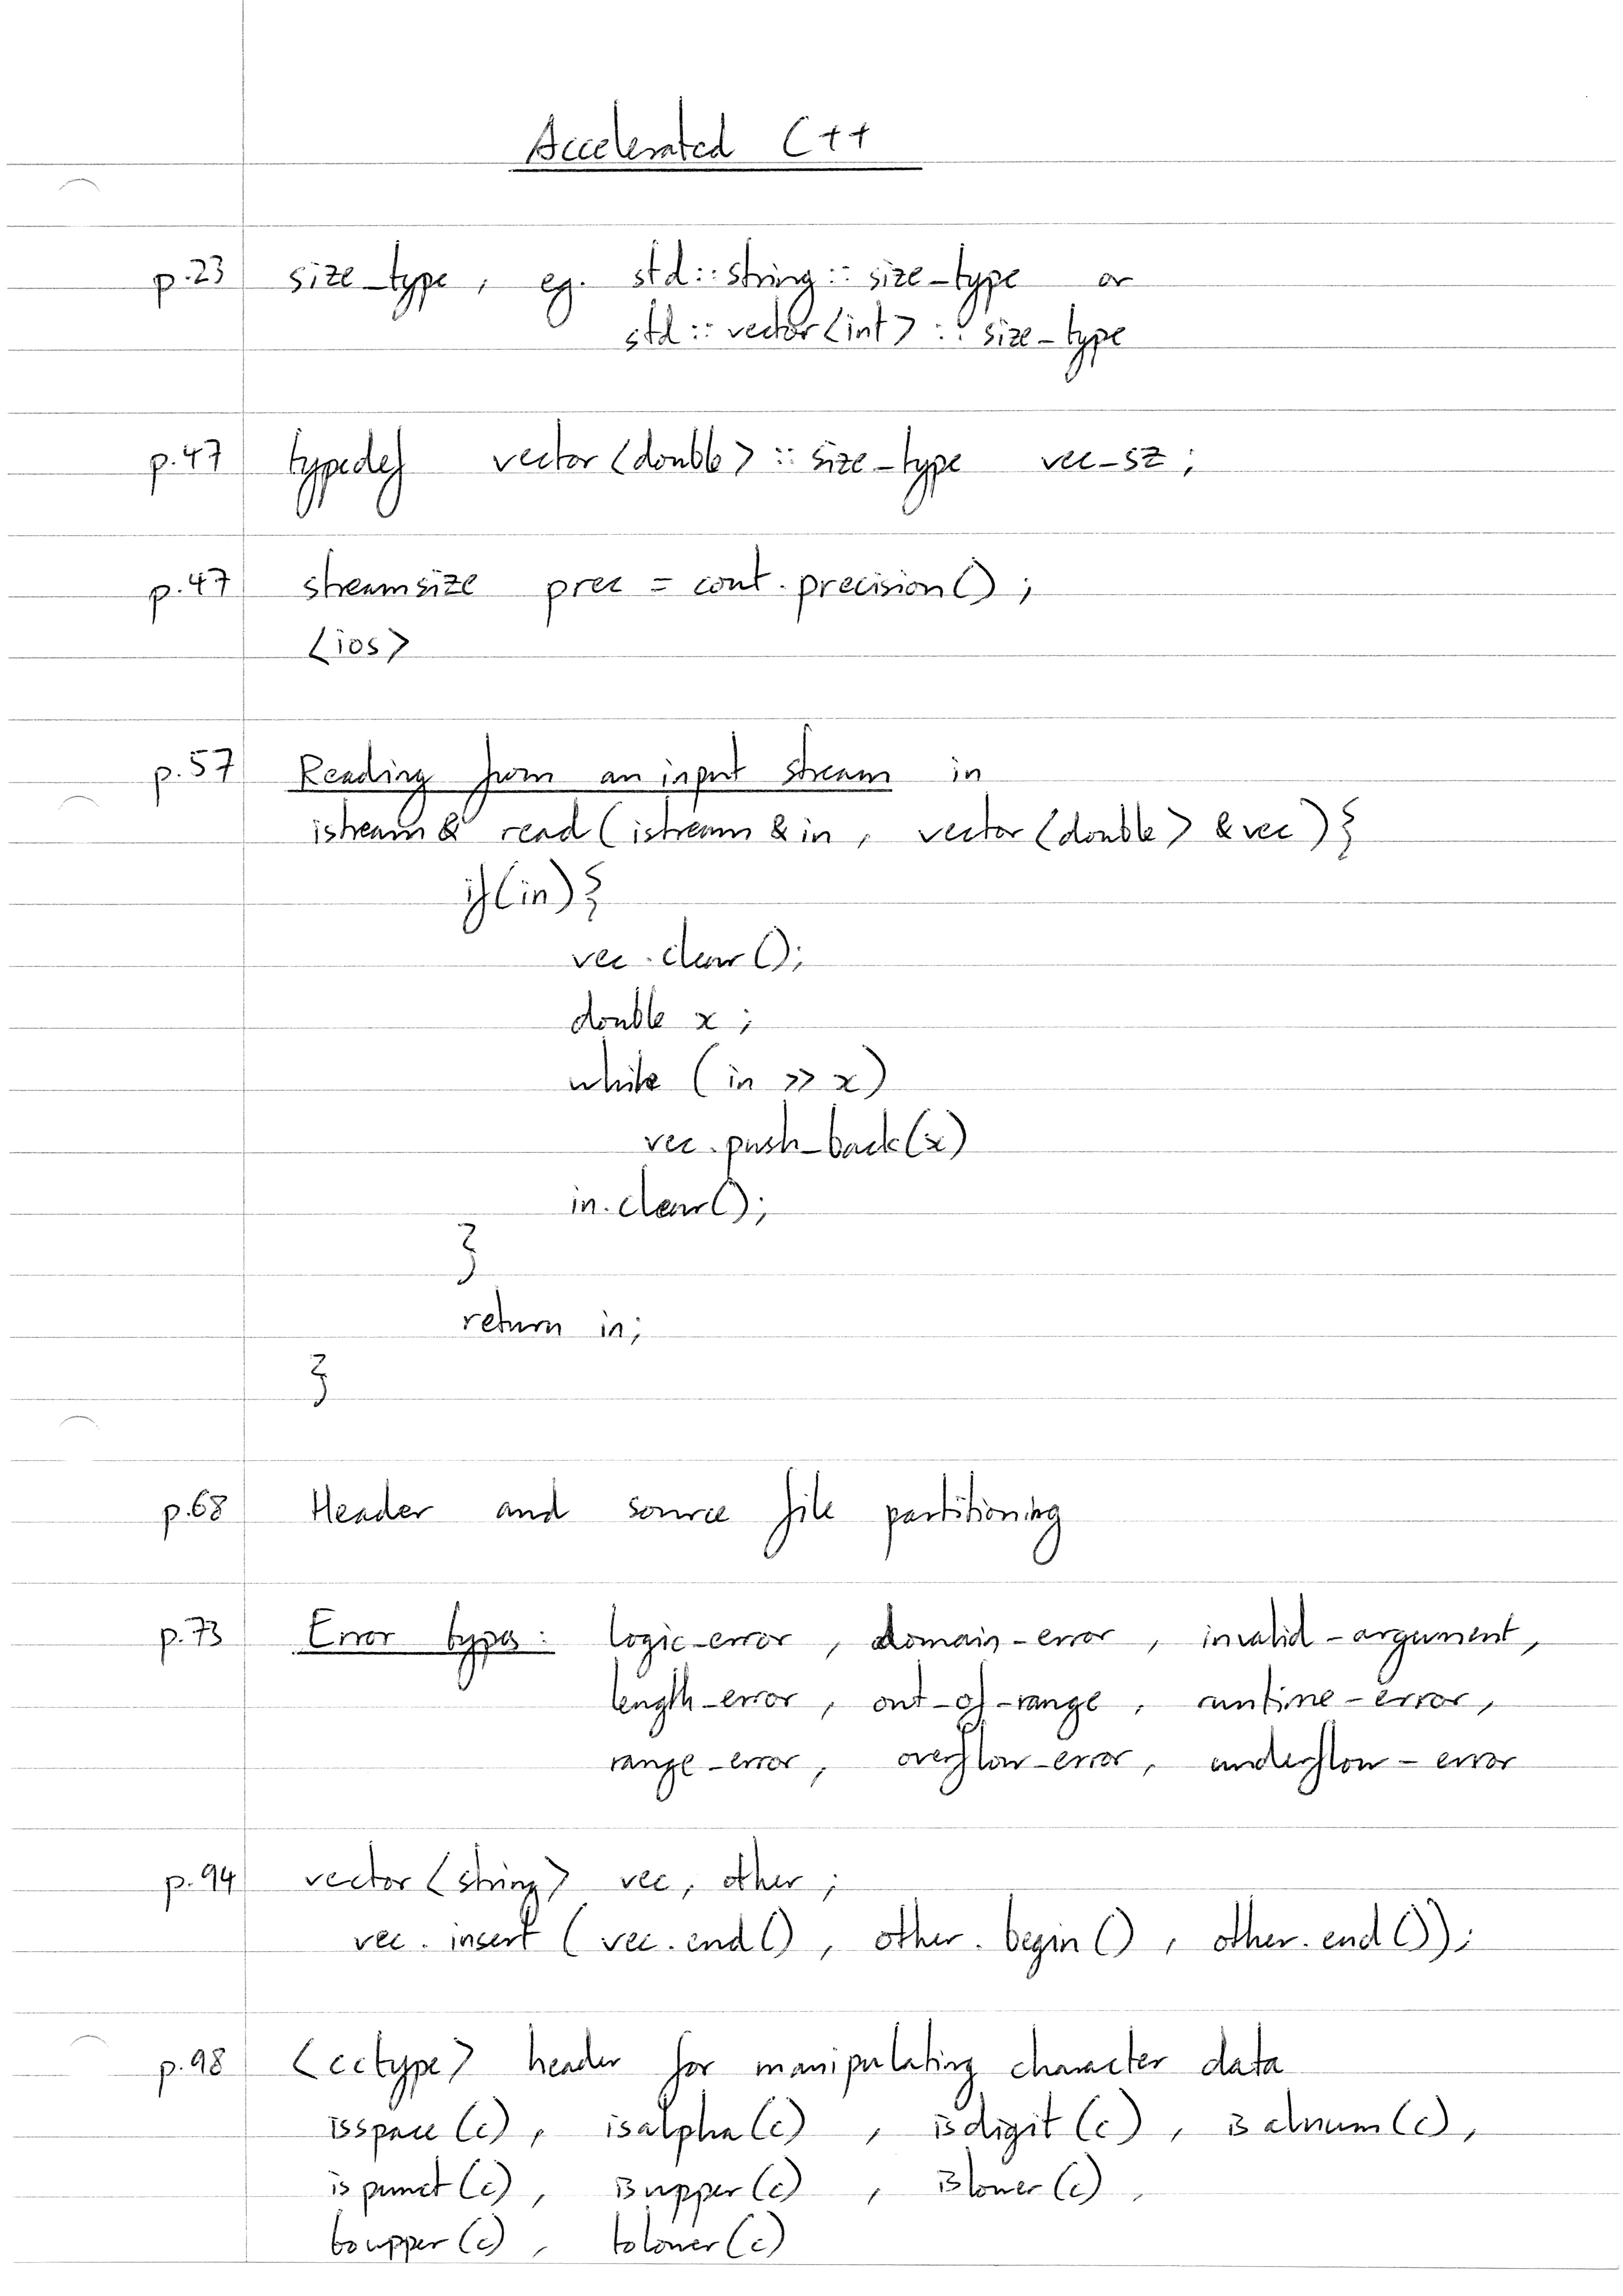 Accelerated C++
p.23 size_type, eg. std::string::size_type or
std::vector<int>::size_type
p.47 typedef vector<double>::size_type vec_sz;
p.47 streamsize prec = cout.precision();
<ios>
p.57 Reading from an input stream in
istream& read(istream &in, vector<double> &vec){
if(in){
vec.clear();
double x;
while (in >> x)
vec.push_back(x)
in.clear();
}
return in;
}
p.68 Header and source file partitioning
p.73 Error types: logic_error, domain_error, invalid_argument,
length_error, out_of_range, runtime_error,
range_error, overflow_error, underflow_error
p.94 vector<string> vec, other;
vec.insert(vec.end(), other.begin(), other.end());
p.98 <cctype> header for manipulating character data
isspace(c), isalpha(c), isdigit(c), isalnum(c),
ispunct(c), isupper(c), islower(c),
toupper(c), tolower(c)